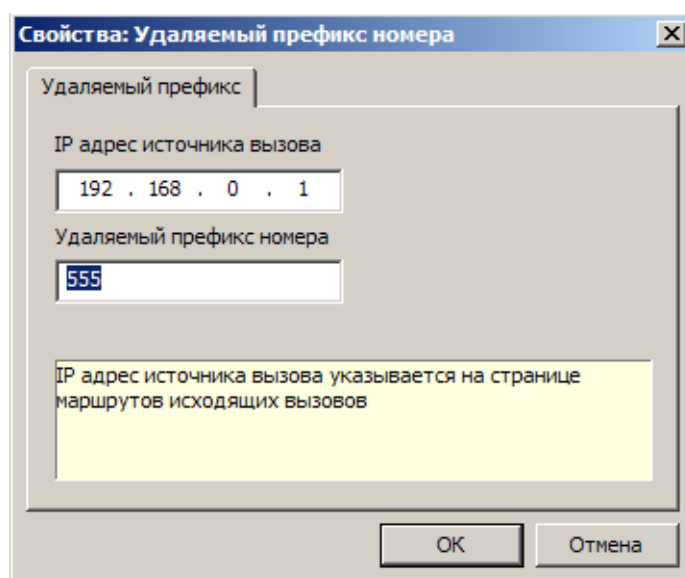 Свойства: Удаляемый префикс номера
Удаляемый префикс
IP адрес источника вызова
192 . 168 . 0 . 1
Удаляемый префикс номера
555
IP адрес источника вызова указывается на странице
маршрутов исходящих вызовов
OK Отмена